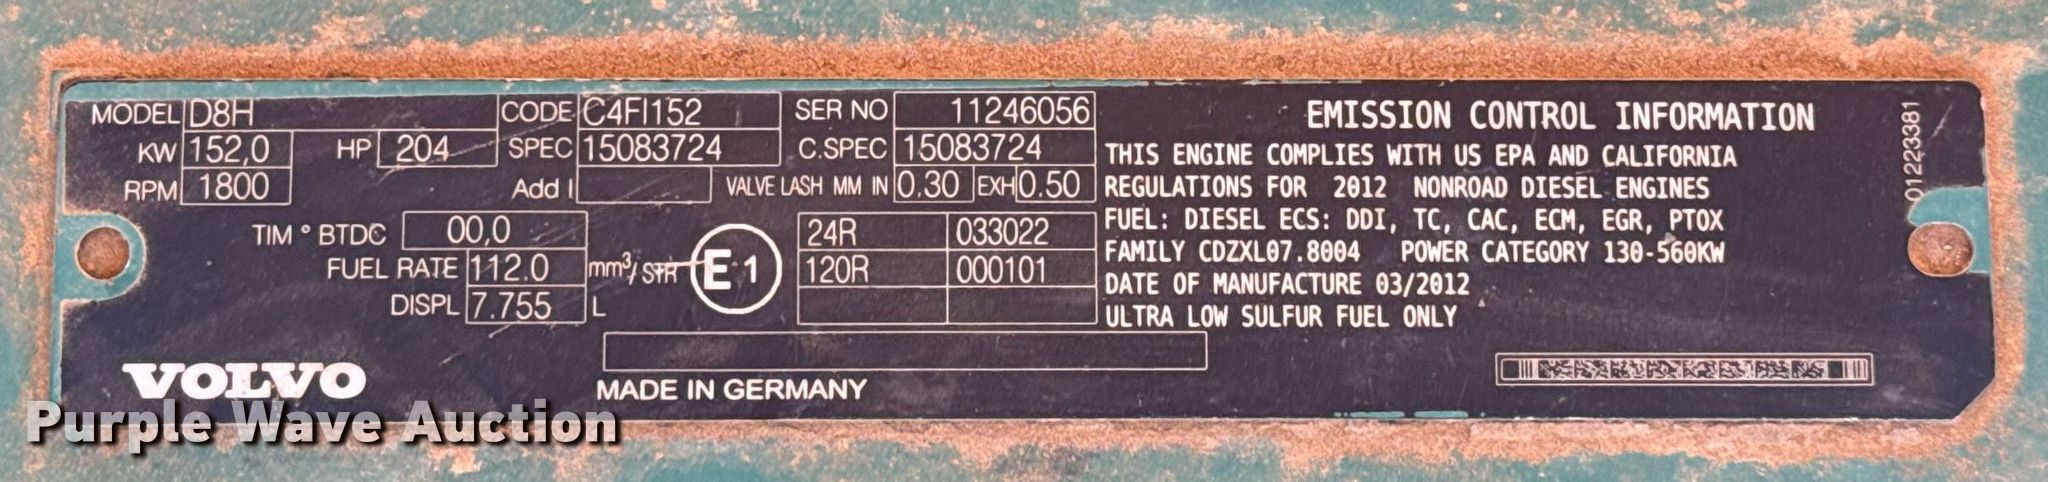 MODEL D8H CODE C4FI152 SER NO 11246056
KW 152,0 HP 204 SPEC 15083724 C.SPEC 15083724
RPM 1800 Add I VALVE LASH MM IN 0.30 EXH 0.50
TIM ° BTDC 00,0
FUEL RATE 112.0 mm³/STR
DISPL 7.755 L
E1
24R 033022
120R 000101
EMISSION CONTROL INFORMATION
THIS ENGINE COMPLIES WITH US EPA AND CALIFORNIA
REGULATIONS FOR 2012 NONROAD DIESEL ENGINES
FUEL: DIESEL ECS: DDI, TC, CAC, ECM, EGR, PTOX
FAMILY CDZXL07.8004 POWER CATEGORY 130-560KW
DATE OF MANUFACTURE 03/2012
ULTRA LOW SULFUR FUEL ONLY
01223381
VOLVO
MADE IN GERMANY
Purple Wave Auction